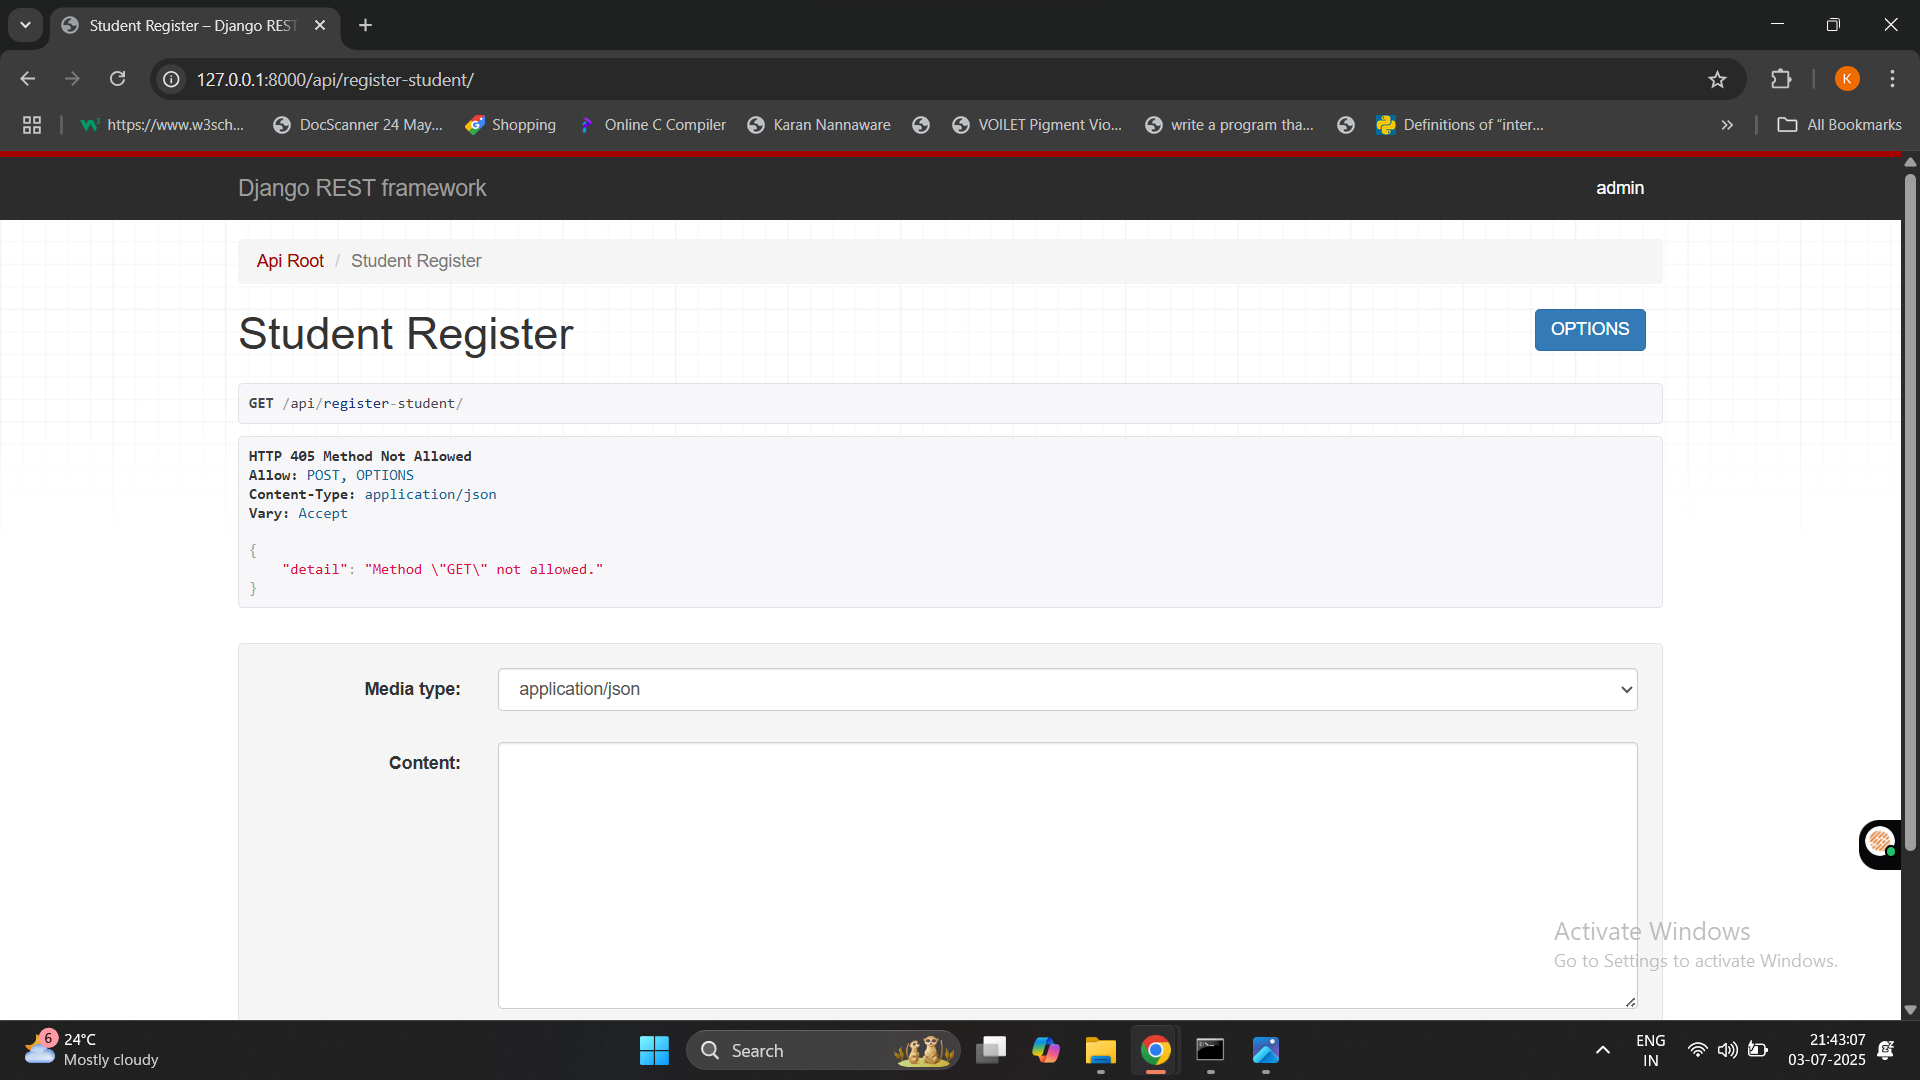 Student Register – Django REST
127.0.0.1:8000/api/register-student/
K
https://www.w3sch...
DocScanner 24 May...
Shopping
Online C Compiler
Karan Nannaware
VOILET Pigment Vio...
write a program tha...
Definitions of “inter...
»
All Bookmarks
Django REST framework
admin
Api Root / Student Register
Student Register
OPTIONS
GET /api/register-student/
HTTP 405 Method Not Allowed
Allow: POST, OPTIONS
Content-Type: application/json
Vary: Accept
{
"detail": "Method \"GET\" not allowed."
}
Media type:
application/json
Content:
Activate Windows
Go to Settings to activate Windows.
6
24°C
Mostly cloudy
Search
ENG
IN
21:43:07
03-07-2025